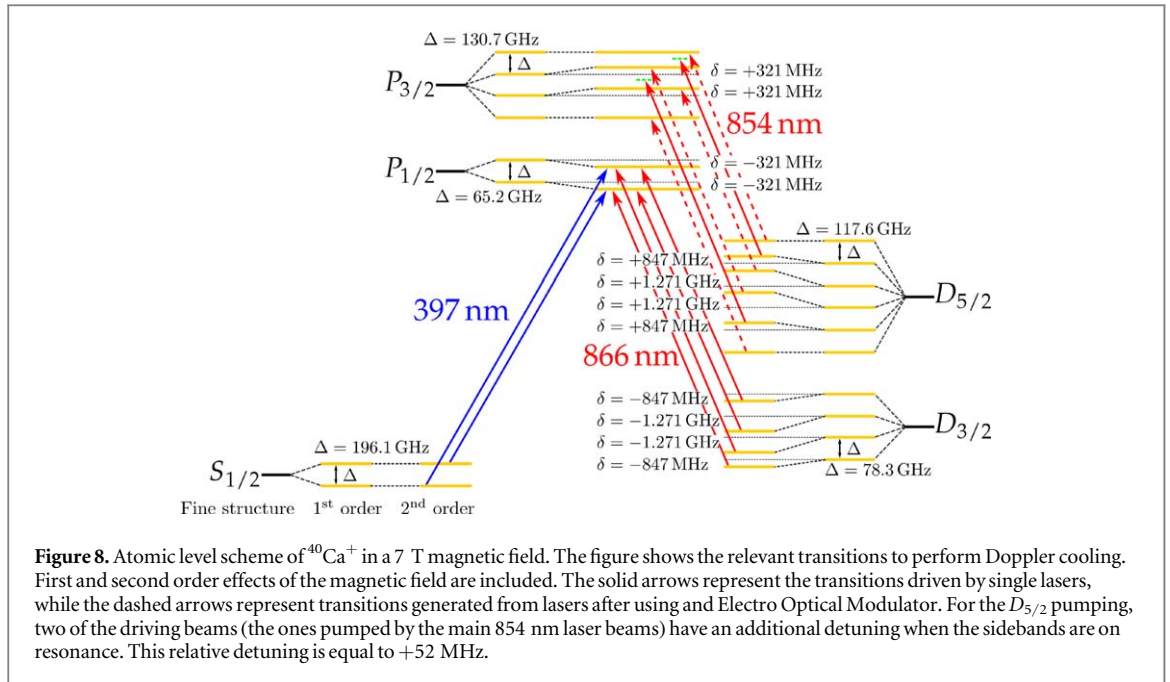 Δ = 130.7 GHz
Δ
P3/2
δ = +321 MHz
δ = +321 MHz
854 nm
P1/2
Δ
Δ = 65.2 GHz
δ = −321 MHz
δ = −321 MHz
Δ = 117.6 GHz
Δ
δ = +847 MHz
δ = +1.271 GHz
δ = +1.271 GHz
δ = +847 MHz
D5/2
397 nm
866 nm
δ = −847 MHz
δ = −1.271 GHz
δ = −1.271 GHz
δ = −847 MHz
D3/2
Δ
Δ = 78.3 GHz
Δ = 196.1 GHz
S1/2
Δ
Fine structure 1st order 2nd order
Figure 8. Atomic level scheme of 40Ca+ in a 7 T magnetic field. The figure shows the relevant transitions to perform Doppler cooling.
First and second order effects of the magnetic field are included. The solid arrows represent the transitions driven by single lasers,
while the dashed arrows represent transitions generated from lasers after using and Electro Optical Modulator. For the D5/2 pumping,
two of the driving beams (the ones pumped by the main 854 nm laser beams) have an additional detuning when the sidebands are on
resonance. This relative detuning is equal to +52 MHz.